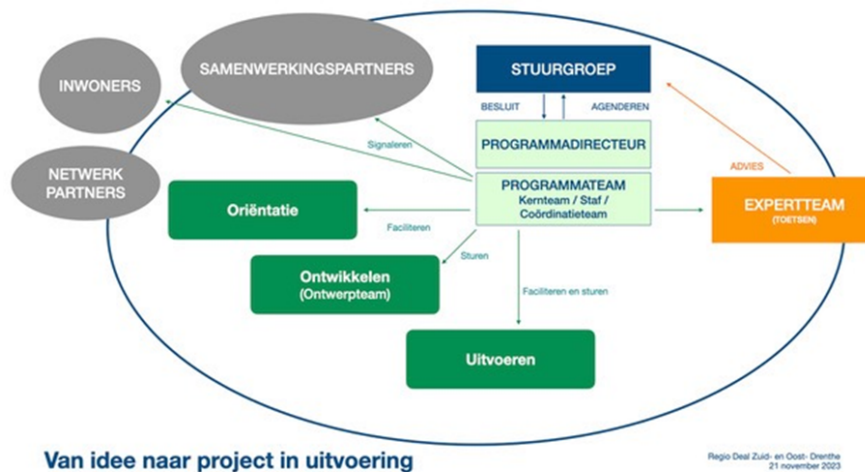 SAMENWERKINGSPARTNERS
INWONERS
NETWERK
PARTNERS
STUURGROEP
BESLUIT
AGENDEREN
PROGRAMMADIRECTEUR
Signaleren
PROGRAMMATEAM
Kernteam / Staf /
Coördinatieteam
ADVIES
EXPERTTEAM
(TOETSEN)
Oriëntatie
Faciliteren
Sturen
Ontwikkelen
(Ontwerpteam)
Faciliteren en sturen
Uitvoeren
Van idee naar project in uitvoering
Regio Deal Zuid- en Oost- Drenthe
21 november 2023